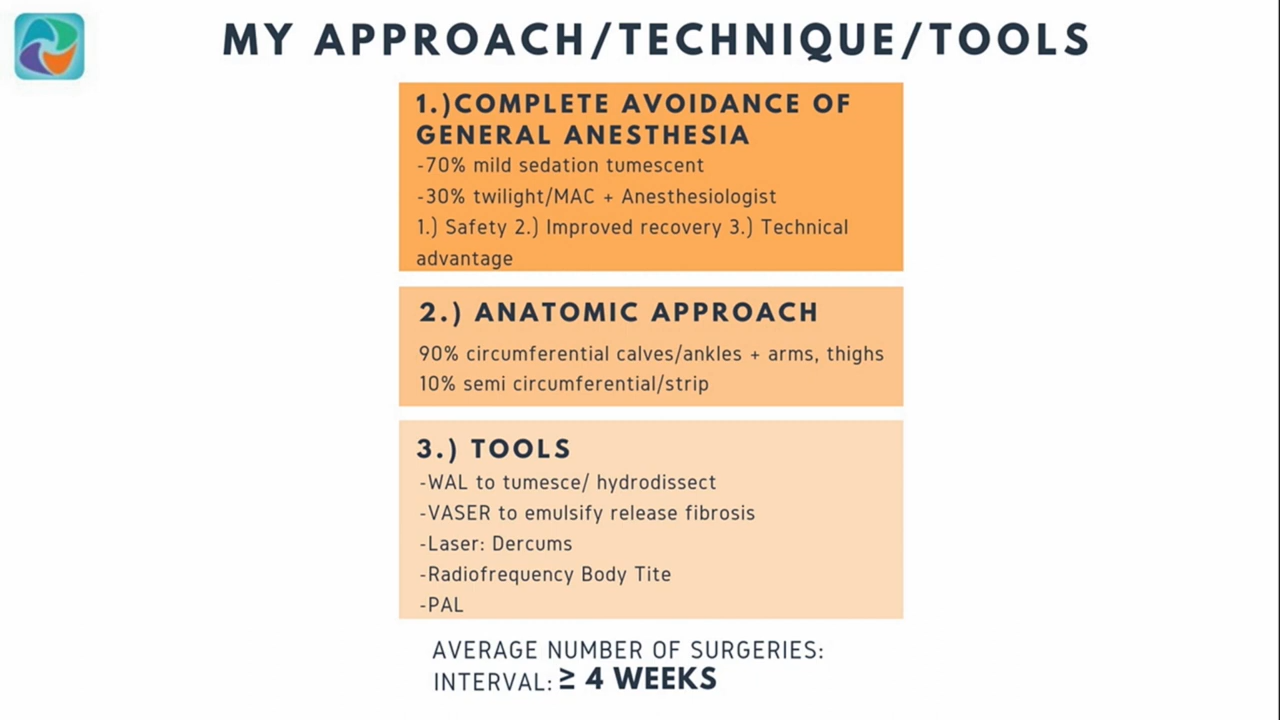 MY APPROACH/TECHNIQUE/TOOLS
1.)COMPLETE AVOIDANCE OF
GENERAL ANESTHESIA
-70% mild sedation tumescent
-30% twilight/MAC + Anesthesiologist
1.) Safety 2.) Improved recovery 3.) Technical
advantage
2.) ANATOMIC APPROACH
90% circumferential calves/ankles + arms, thighs
10% semi circumferential/strip
3.) TOOLS
-WAL to tumesce/ hydrodissect
-VASER to emulsify release fibrosis
-Laser: Dercums
-Radiofrequency Body Tite
-PAL
AVERAGE NUMBER OF SURGERIES:
INTERVAL: ≥ 4 WEEKS